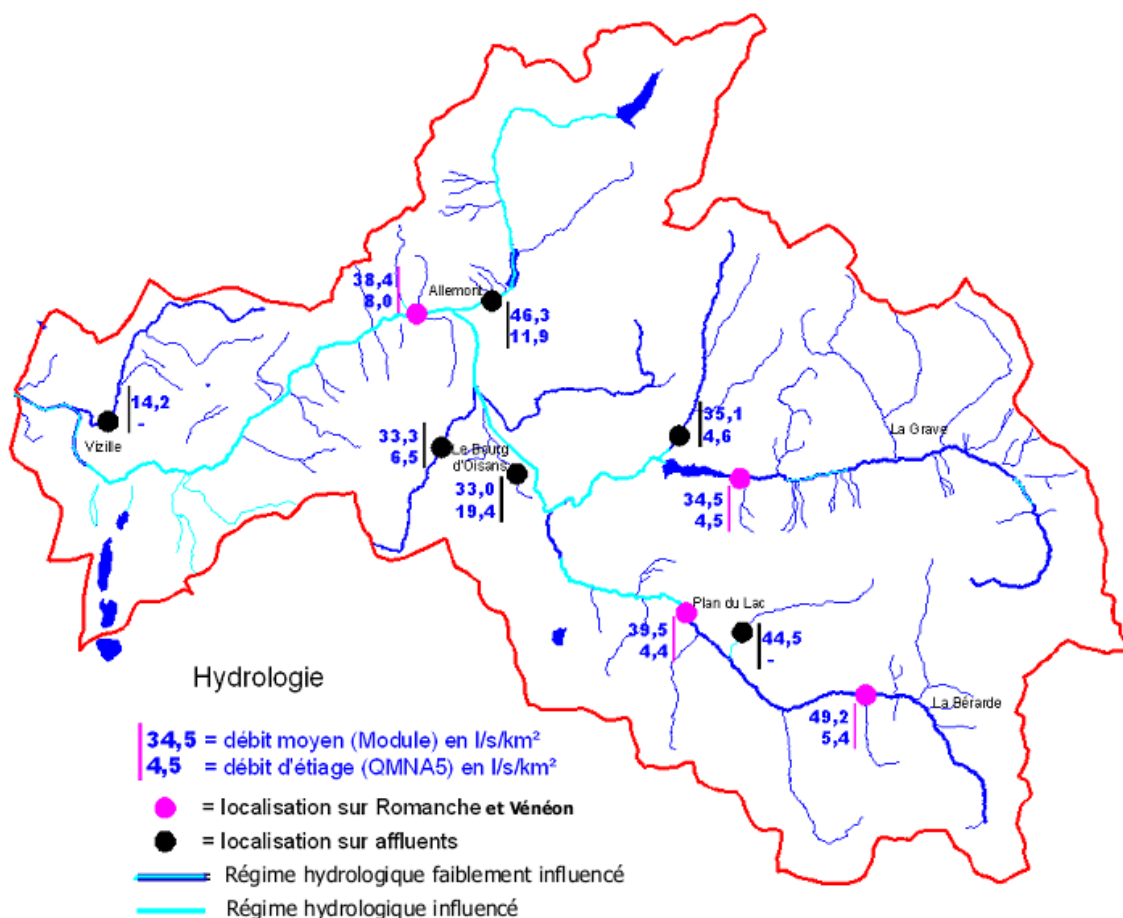 38,4
8,0
Allemont
46,3
11,9
14,2
-
Vizille
33,3
6,5
Le Bourg
d'Oisans
33,0
19,4
35,1
4,6
La Grave
34,5
4,5
Plan du Lac
39,5
4,4
44,5
-
La Bérarde
49,2
5,4
Hydrologie
34,5 = débit moyen (Module) en l/s/km²
4,5 = débit d'étiage (QMNA5) en l/s/km²
= localisation sur Romanche et Vénéon
= localisation sur affluents
Régime hydrologique faiblement influencé
Régime hydrologique influencé